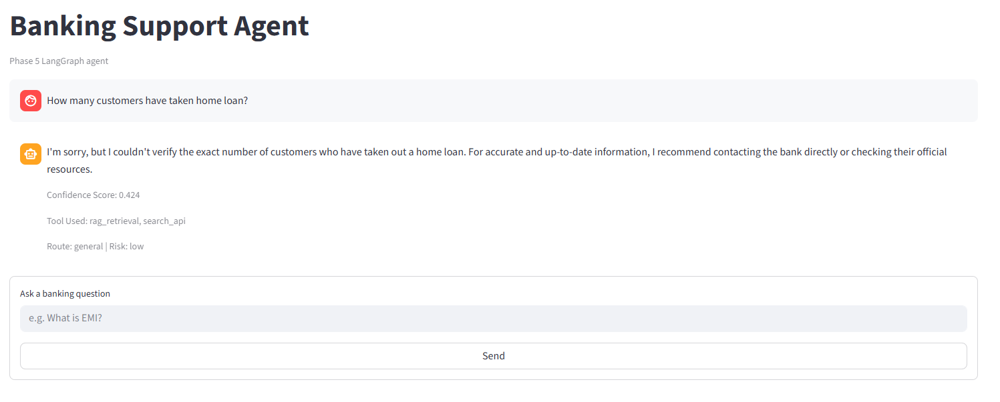 Banking Support Agent
Phase 5 LangGraph agent
How many customers have taken home loan?
I'm sorry, but I couldn't verify the exact number of customers who have taken out a home loan. For accurate and up-to-date information, I recommend contacting the bank directly or checking their official
resources.
Confidence Score: 0.424
Tool Used: rag_retrieval, search_api
Route: general | Risk: low
Ask a banking question
e.g. What is EMI?
Send